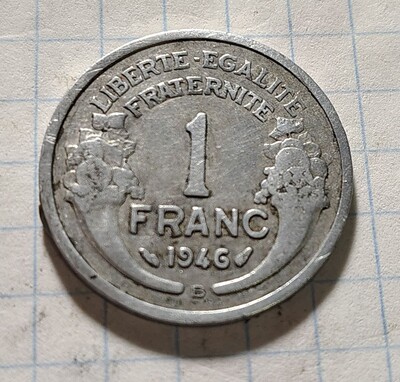 LIBERTE-EGALITE
FRATERNITE
1
FRANC
1946
B